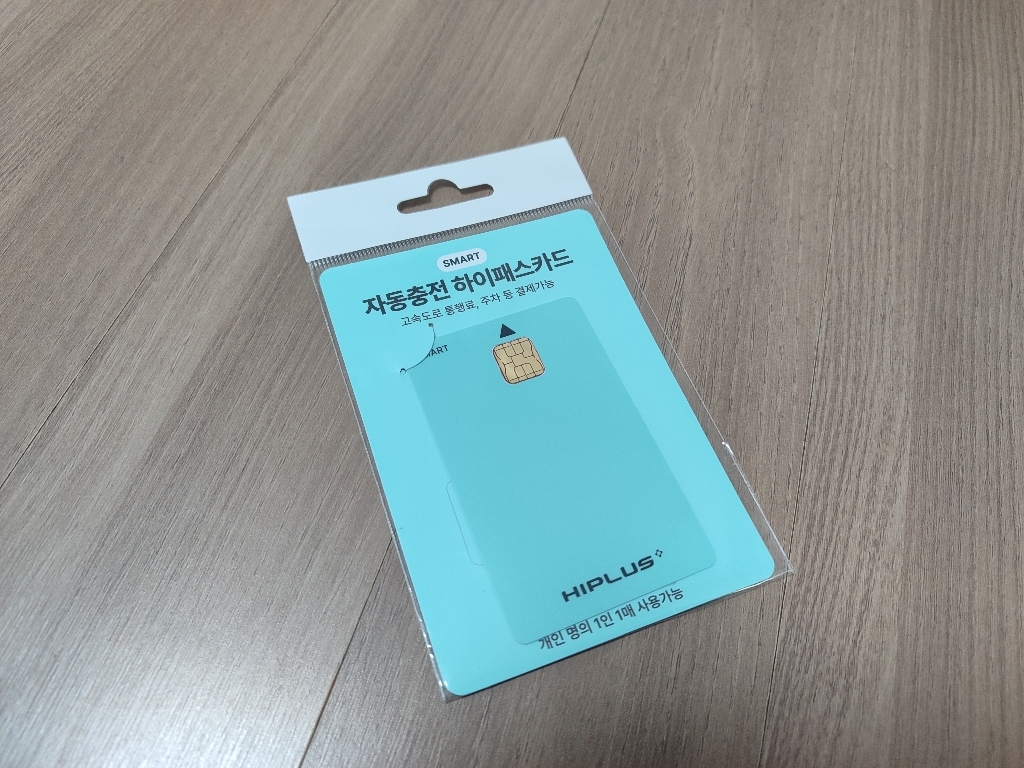 SMART
자동충전 하이패스카드
고속도로 통행료, 주차 등 결제가능
HIPLUS
개인 명의 1인 1매 사용가능